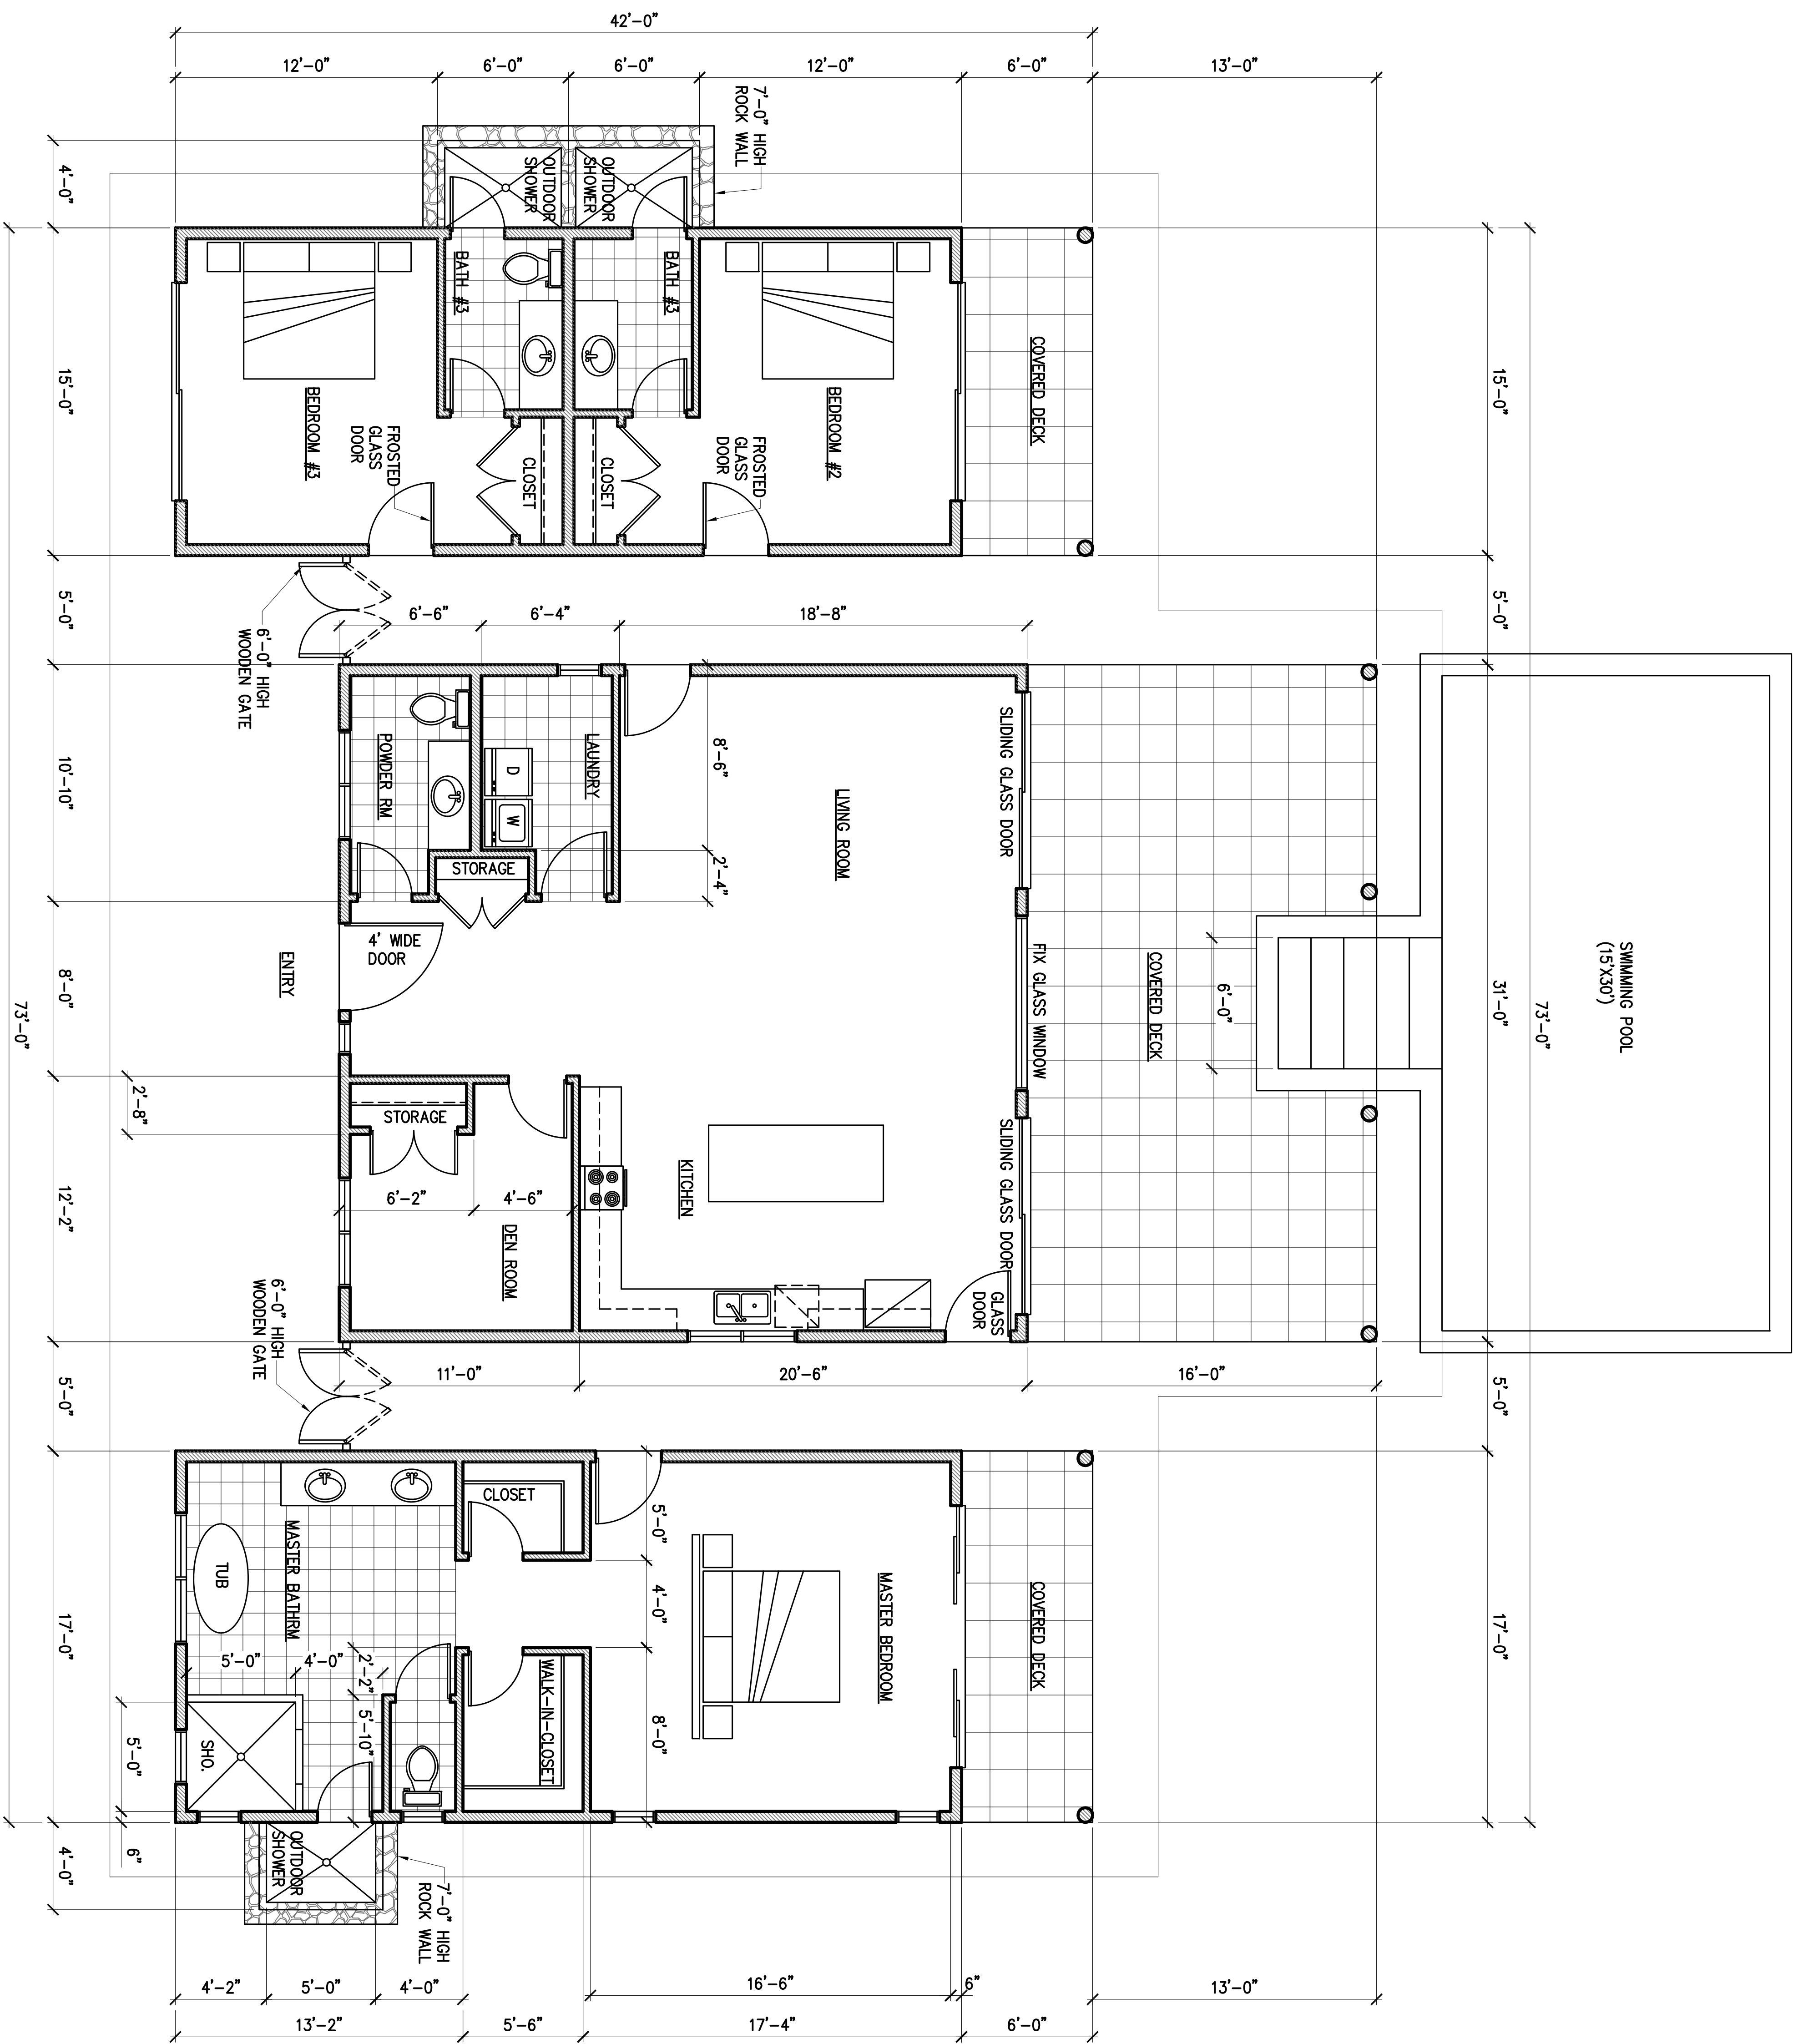 42'-0"
12'-0"
6'-0"
6'-0"
12'-0"
6'-0"
13'-0"
7'-0" HIGH
ROCK WALL
4'-0"
OUTDOOR
SHOWER
OUTDOOR
SHOWER
BATH #3
BATH #3
COVERED DECK
15'-0"
15'-0"
BEDROOM #3
BEDROOM #2
FROSTED
GLASS
DOOR
CLOSET
CLOSET
FROSTED
GLASS
DOOR
5'-0"
5'-0"
6'-6"
6'-4"
18'-8"
6'-0" HIGH
WOODEN GATE
SLIDING GLASS DOOR
POWDER RM
LAUNDRY
8'-6"
D
W
10'-10"
LIVING ROOM
STORAGE
2'-4"
4' WIDE
DOOR
ENTRY
8'-0"
FIX GLASS WINDOW
COVERED DECK
6'-0"
31'-0"
73'-0"
SWIMMING POOL
(15'X30')
73'-0"
2'-8"
STORAGE
SLIDING GLASS DOOR
KITCHEN
12'-2"
6'-2"
4'-6"
DEN ROOM
6'-0" HIGH
WOODEN GATE
GLASS
DOOR
5'-0"
11'-0"
20'-6"
16'-0"
5'-0"
CLOSET
5'-0"
MASTER BATHRM
TUB
4'-0"
MASTER BEDROOM
COVERED DECK
17'-0"
17'-0"
5'-0"
4'-0"
2'-2"
WALK-IN-CLOSET
5'-10"
8'-0"
SHO.
5'-0"
6"
4'-0"
OUTDOOR
SHOWER
7'-0" HIGH
ROCK WALL
4'-2"
5'-0"
4'-0"
16'-6"
6"
13'-0"
13'-2"
5'-6"
17'-4"
6'-0"